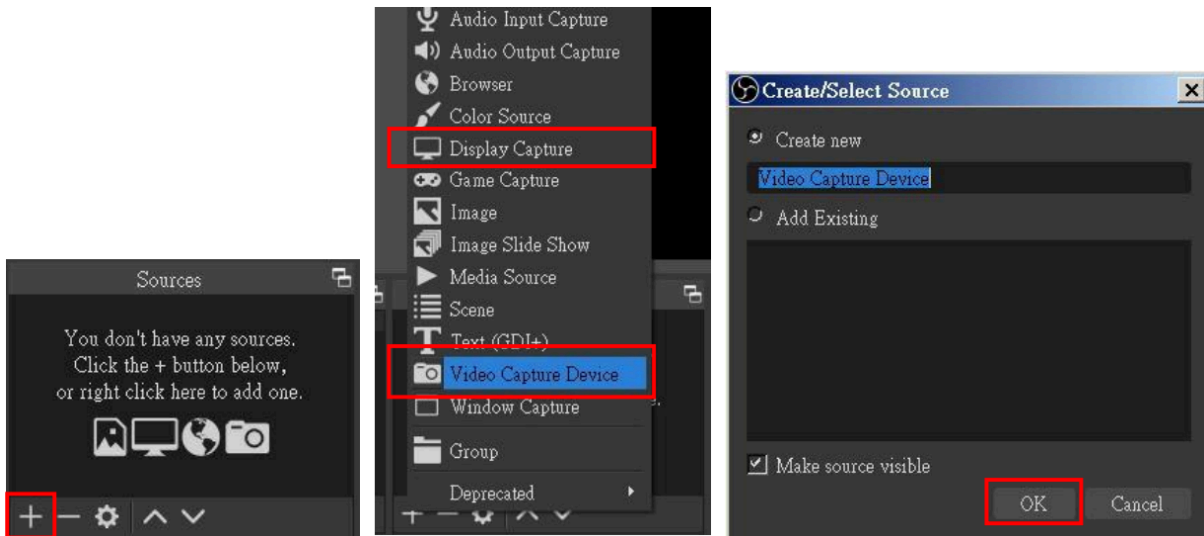 Sources
You don't have any sources.
Click the + button below,
or right click here to add one.
Audio Input Capture
Audio Output Capture
Browser
Color Source
Display Capture
Game Capture
Image
Image Slide Show
Media Source
Scene
Text (GDI+)
Video Capture Device
Window Capture
Group
Deprecated
Create/Select Source
Create new
Video Capture Device
Add Existing
Make source visible
OK
Cancel